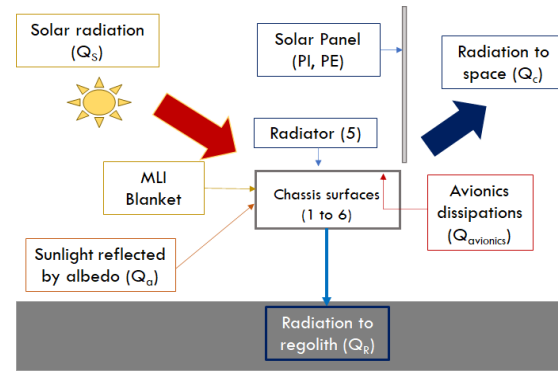 Solar radiation
(Qs)
Solar Panel
(PI, PE)
Radiation to
space (Qc)
Radiator (5)
MLI
Blanket
Chassis surfaces
(1 to 6)
Avionics
dissipations
(Qavionics)
Sunlight reflected
by albedo (Qa)
Radiation to
regolith (QR)